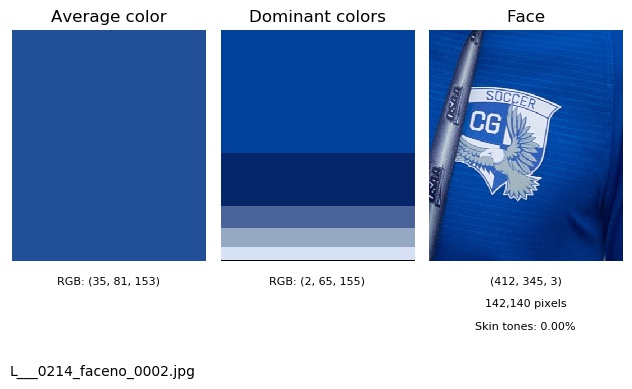 Average color
Dominant colors
Face
SOCCER
CG
RGB: (35, 81, 153)
RGB: (2, 65, 155)
(412, 345, 3)
142,140 pixels
Skin tones: 0.00%
L___0214_faceno_0002.jpg